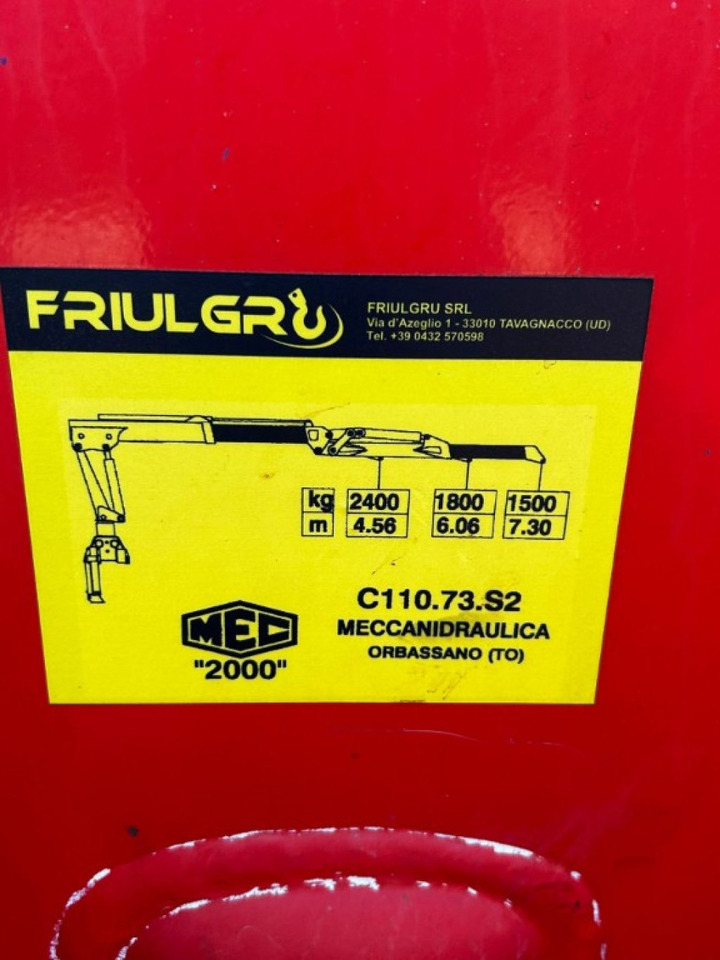 FRIULGRU
FRIULGRU SRL
Via d'Azeglio 1 - 33010 TAVAGNACCO (UD)
Tel. +39 0432 570598
kg 2400 1800 1500
m 4.56 6.06 7.30
C110.73.S2
MECCANIDRAULICA
ORBASSANO (TO)
MEC
"2000"